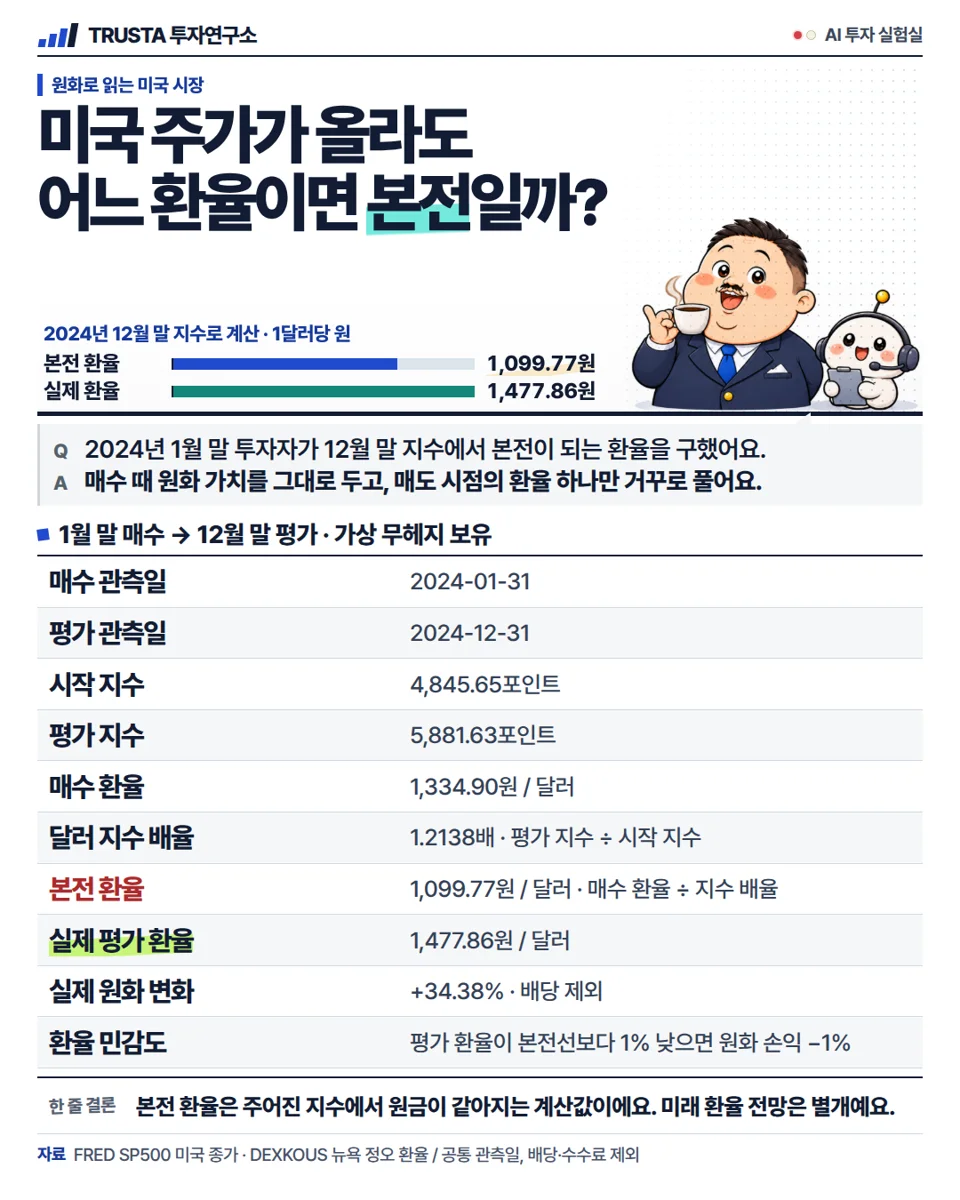 TRUSTA 투자연구소
AI 투자 실험실
원화로 읽는 미국 시장
미국 주가가 올라도
어느 환율이면 본전일까?
2024년 12월 말 지수로 계산 · 1달러당 원
본전 환율 1,099.77원
실제 환율 1,477.86원
Q 2024년 1월 말 투자자가 12월 말 지수에서 본전이 되는 환율을 구했어요.
A 매수 때 원화 가치를 그대로 두고, 매도 시점의 환율 하나만 거꾸로 풀어요.
1월 말 매수 → 12월 말 평가 · 가상 무헤지 보유
매수 관측일 2024-01-31
평가 관측일 2024-12-31
시작 지수 4,845.65포인트
평가 지수 5,881.63포인트
매수 환율 1,334.90원 / 달러
달러 지수 배율 1.2138배 · 평가 지수 ÷ 시작 지수
본전 환율 1,099.77원 / 달러 · 매수 환율 ÷ 지수 배율
실제 평가 환율 1,477.86원 / 달러
실제 원화 변화 +34.38% · 배당 제외
환율 민감도 평가 환율이 본전선보다 1% 낮으면 원화 손익 −1%
한 줄 결론 본전 환율은 주어진 지수에서 원금이 같아지는 계산값이에요. 미래 환율 전망은 별개예요.
자료 FRED SP500 미국 종가 · DEXKOUS 뉴욕 정오 환율 / 공통 관측일, 배당·수수료 제외